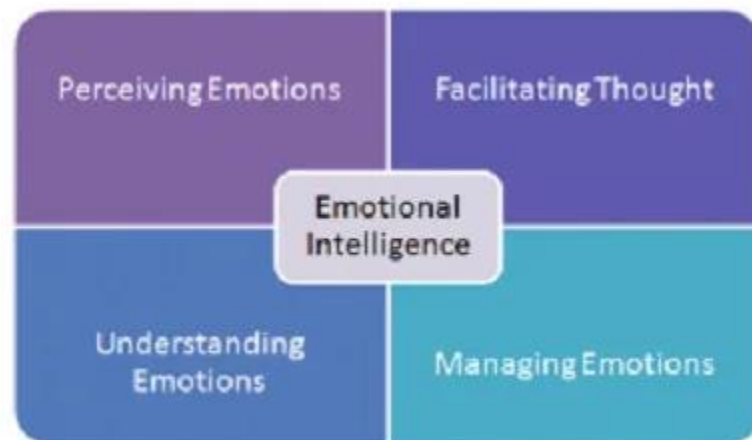 Perceiving Emotions
Facilitating Thought
Emotional
Intelligence
Understanding
Emotions
Managing Emotions